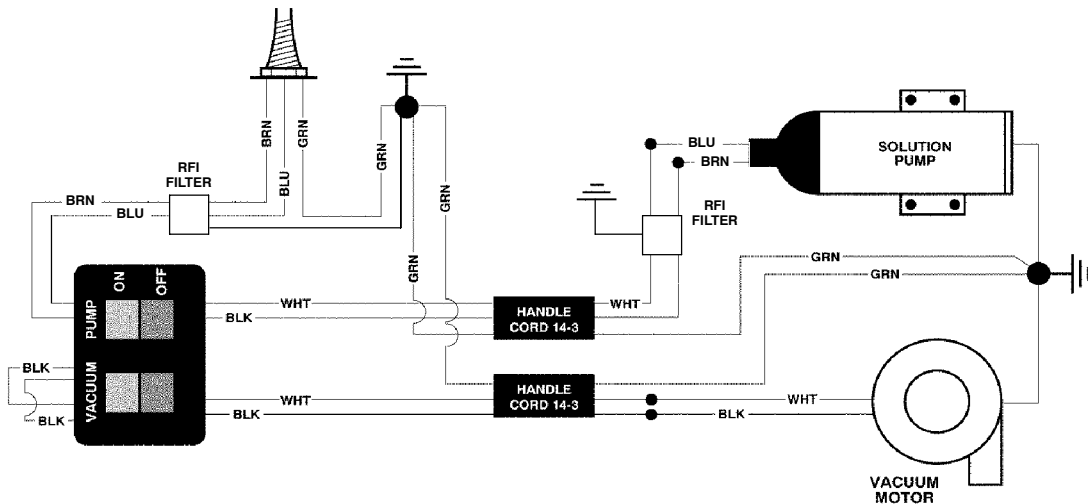 BRN
GRN
BLU
RFI
FILTER
BRN
BLU
GRN
GRN
GRN
BLU
BRN
SOLUTION
PUMP
RFI
FILTER
GRN
GRN
ON
OFF
PUMP
VACUUM
WHT
BLK
HANDLE
CORD 14-3
WHT
BLK
BLK
WHT
BLK
HANDLE
CORD 14-3
WHT
BLK
VACUUM
MOTOR